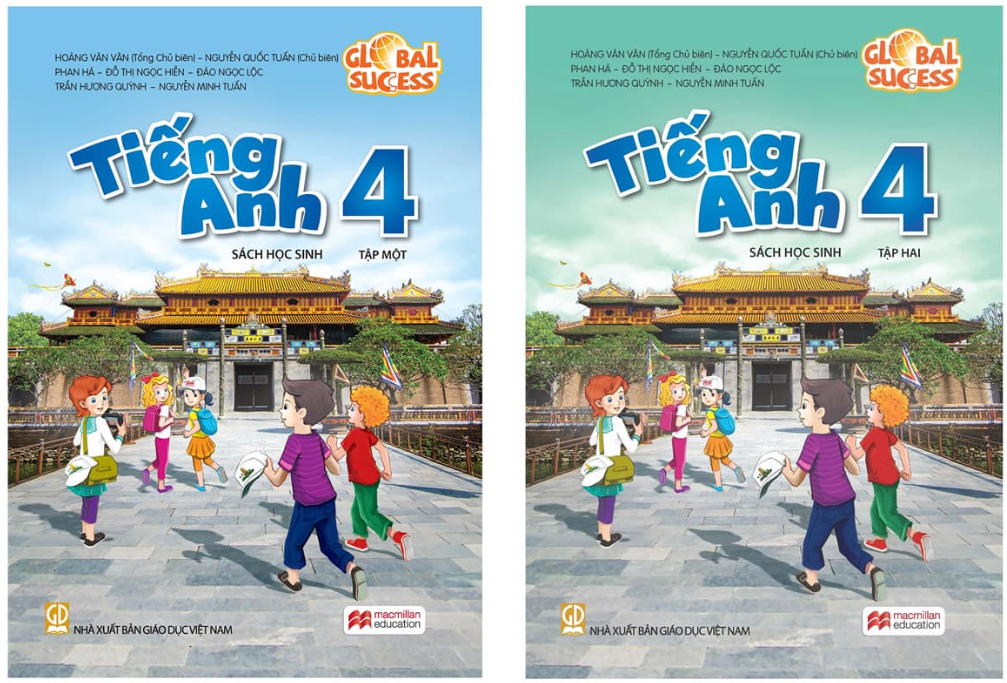 HOÀNG VĂN VÂN (Tổng Chủ biên) – NGUYỄN QUỐC TUẤN (Chủ biên)
PHAN HÀ – ĐỖ THỊ NGỌC HIỀN – ĐÀO NGỌC LỘC
TRẦN HƯƠNG QUỲNH – NGUYỄN MINH TUẤN
GLOBAL
SUCCESS
Tiếng
Anh 4
SÁCH HỌC SINH TẬP MỘT
GD
NHÀ XUẤT BẢN GIÁO DỤC VIỆT NAM
macmillan
education
HOÀNG VĂN VÂN (Tổng Chủ biên) – NGUYỄN QUỐC TUẤN (Chủ biên)
PHAN HÀ – ĐỖ THỊ NGỌC HIỀN – ĐÀO NGỌC LỘC
TRẦN HƯƠNG QUỲNH – NGUYỄN MINH TUẤN
GLOBAL
SUCCESS
Tiếng
Anh 4
SÁCH HỌC SINH TẬP HAI
GD
NHÀ XUẤT BẢN GIÁO DỤC VIỆT NAM
macmillan
education